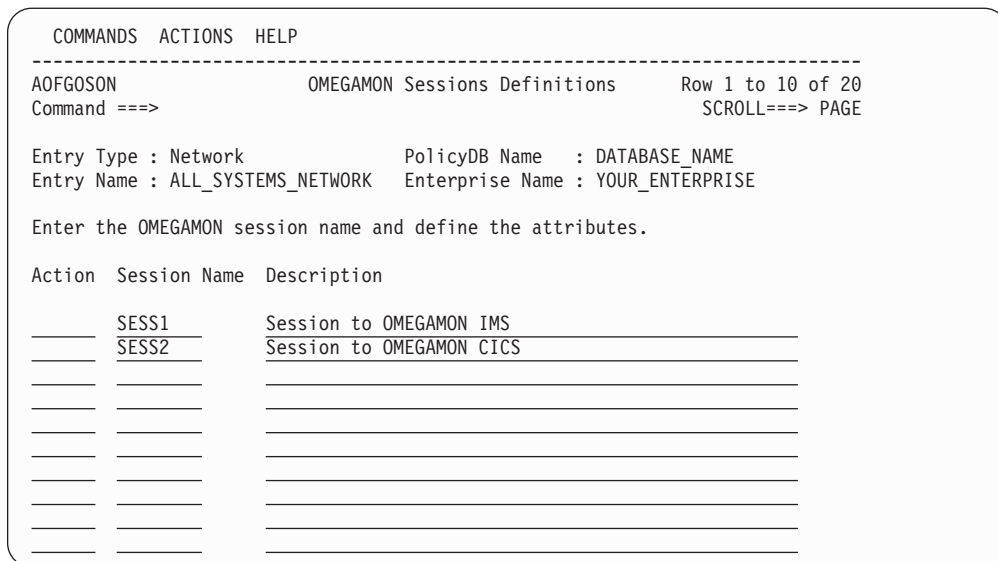 COMMANDS ACTIONS HELP
-------------------------------------------------------------------------------
AOFGOSON OMEGAMON Sessions Definitions Row 1 to 10 of 20
Command ===> SCROLL===> PAGE
Entry Type : Network PolicyDB Name : DATABASE_NAME
Entry Name : ALL_SYSTEMS_NETWORK Enterprise Name : YOUR_ENTERPRISE
Enter the OMEGAMON session name and define the attributes.
Action Session Name Description
SESS1 Session to OMEGAMON IMS
SESS2 Session to OMEGAMON CICS